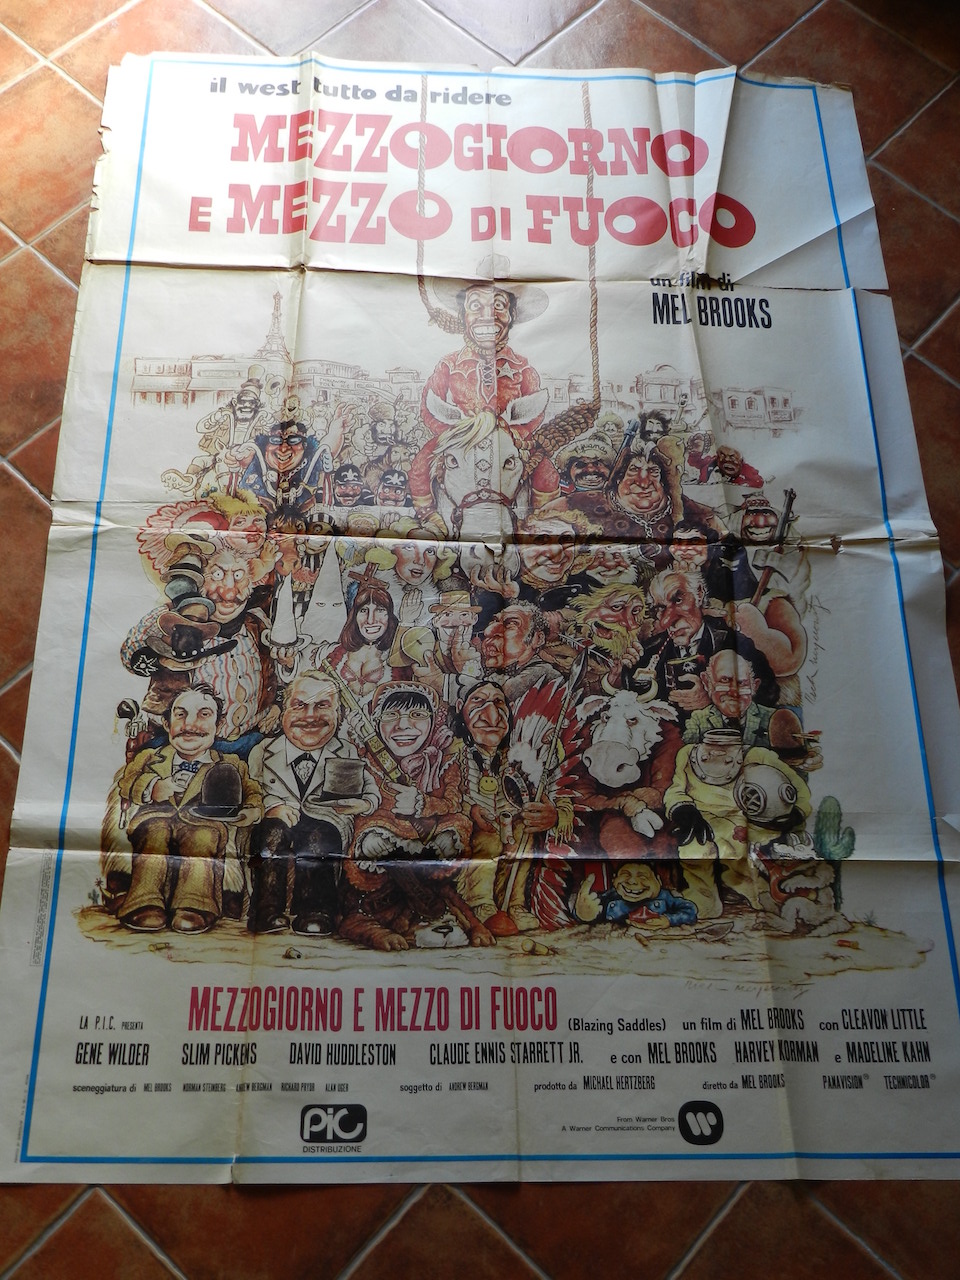 il west tutto da ridere
MEZZOGIORNO
E MEZZO DI FUOCO
un film di
MEL BROOKS
MEZZOGIORNO E MEZZO DI FUOCO (Blazing Saddles) un film di MEL BROOKS con CLEAVON LITTLE
LA P.I.C. PRESENTA
GENE WILDER SLIM PICKENS DAVID HUDDLESTON CLAUDE ENNIS STARRETT JR. e con MEL BROOKS HARVEY KORMAN e MADELINE KAHN
sceneggiatura di MEL BROOKS NORMAN STEINBERG ANDREW BERGMAN RICHARD PRYOR ALAN UGER soggetto di ANDREW BERGMAN prodotto da MICHAEL HERTZBERG diretto da MEL BROOKS PANAVISION® TECHNICOLOR®
PIC
DISTRIBUZIONE
From Warner Bros
A Warner Communications Company